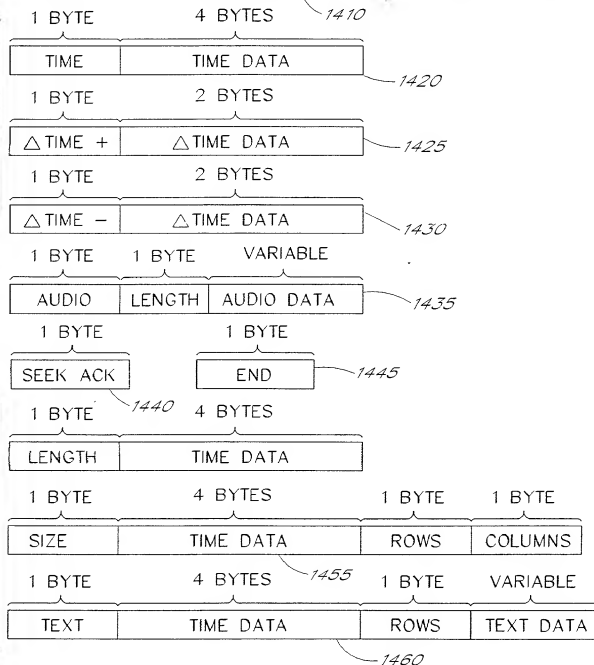 1 BYTE 4 BYTES 1410
TIME TIME DATA
1420
1 BYTE 2 BYTES
△TIME + △TIME DATA 1425
1 BYTE 2 BYTES
△TIME − △TIME DATA 1430
1 BYTE 1 BYTE VARIABLE
AUDIO LENGTH AUDIO DATA 1435
1 BYTE 1 BYTE
SEEK ACK END 1445
1440
1 BYTE 4 BYTES
LENGTH TIME DATA
1 BYTE 4 BYTES 1 BYTE 1 BYTE
SIZE TIME DATA ROWS COLUMNS
1455
1 BYTE 4 BYTES 1 BYTE VARIABLE
TEXT TIME DATA ROWS TEXT DATA
1460